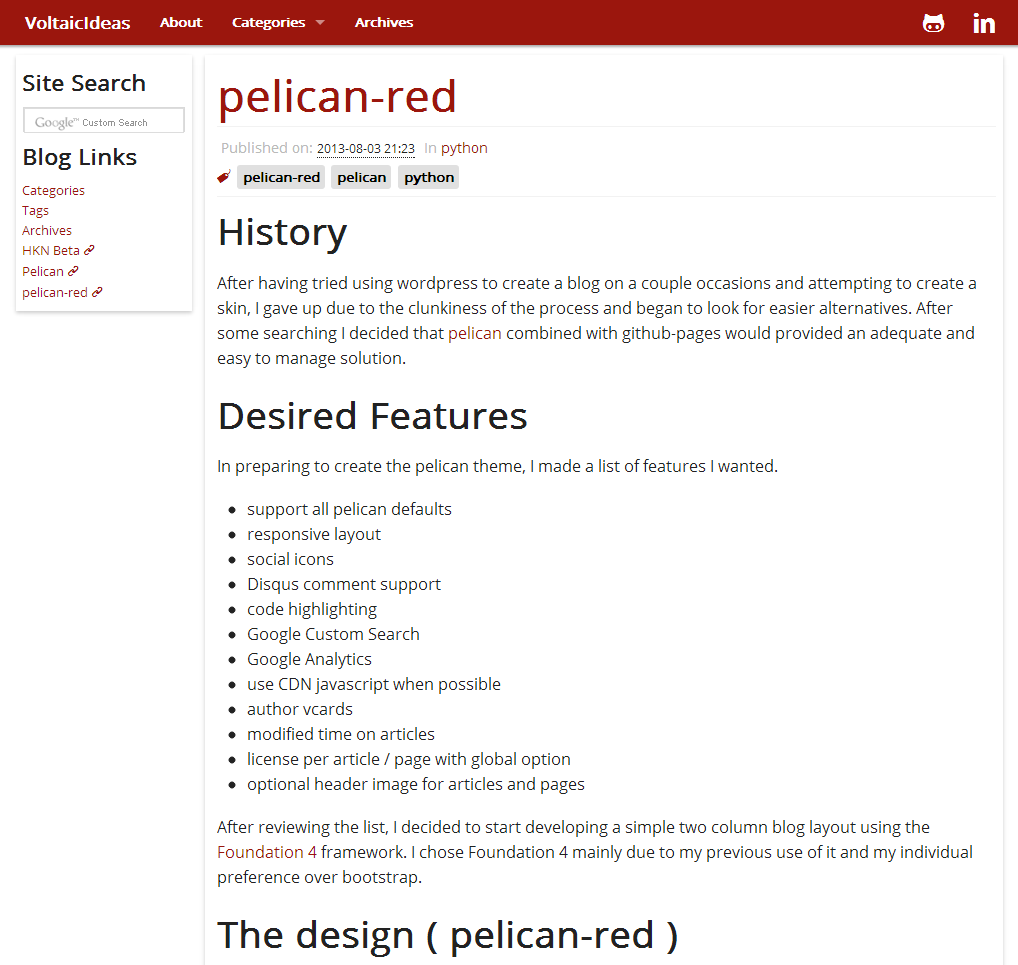 VoltaicIdeas About Categories Archives in
Site Search
Google™ Custom Search
Blog Links
Categories
Tags
Archives
HKN Beta
Pelican
pelican-red
pelican-red
Published on: 2013-08-03 21:23 In python
pelican-red pelican python
History
After having tried using wordpress to create a blog on a couple occasions and attempting to create a
skin, I gave up due to the clunkiness of the process and began to look for easier alternatives. After
some searching I decided that pelican combined with github-pages would provided an adequate and
easy to manage solution.
Desired Features
In preparing to create the pelican theme, I made a list of features I wanted.
support all pelican defaults
responsive layout
social icons
Disqus comment support
code highlighting
Google Custom Search
Google Analytics
use CDN javascript when possible
author vcards
modified time on articles
license per article / page with global option
optional header image for articles and pages
After reviewing the list, I decided to start developing a simple two column blog layout using the
Foundation 4 framework. I chose Foundation 4 mainly due to my previous use of it and my individual
preference over bootstrap.
The design ( pelican-red )